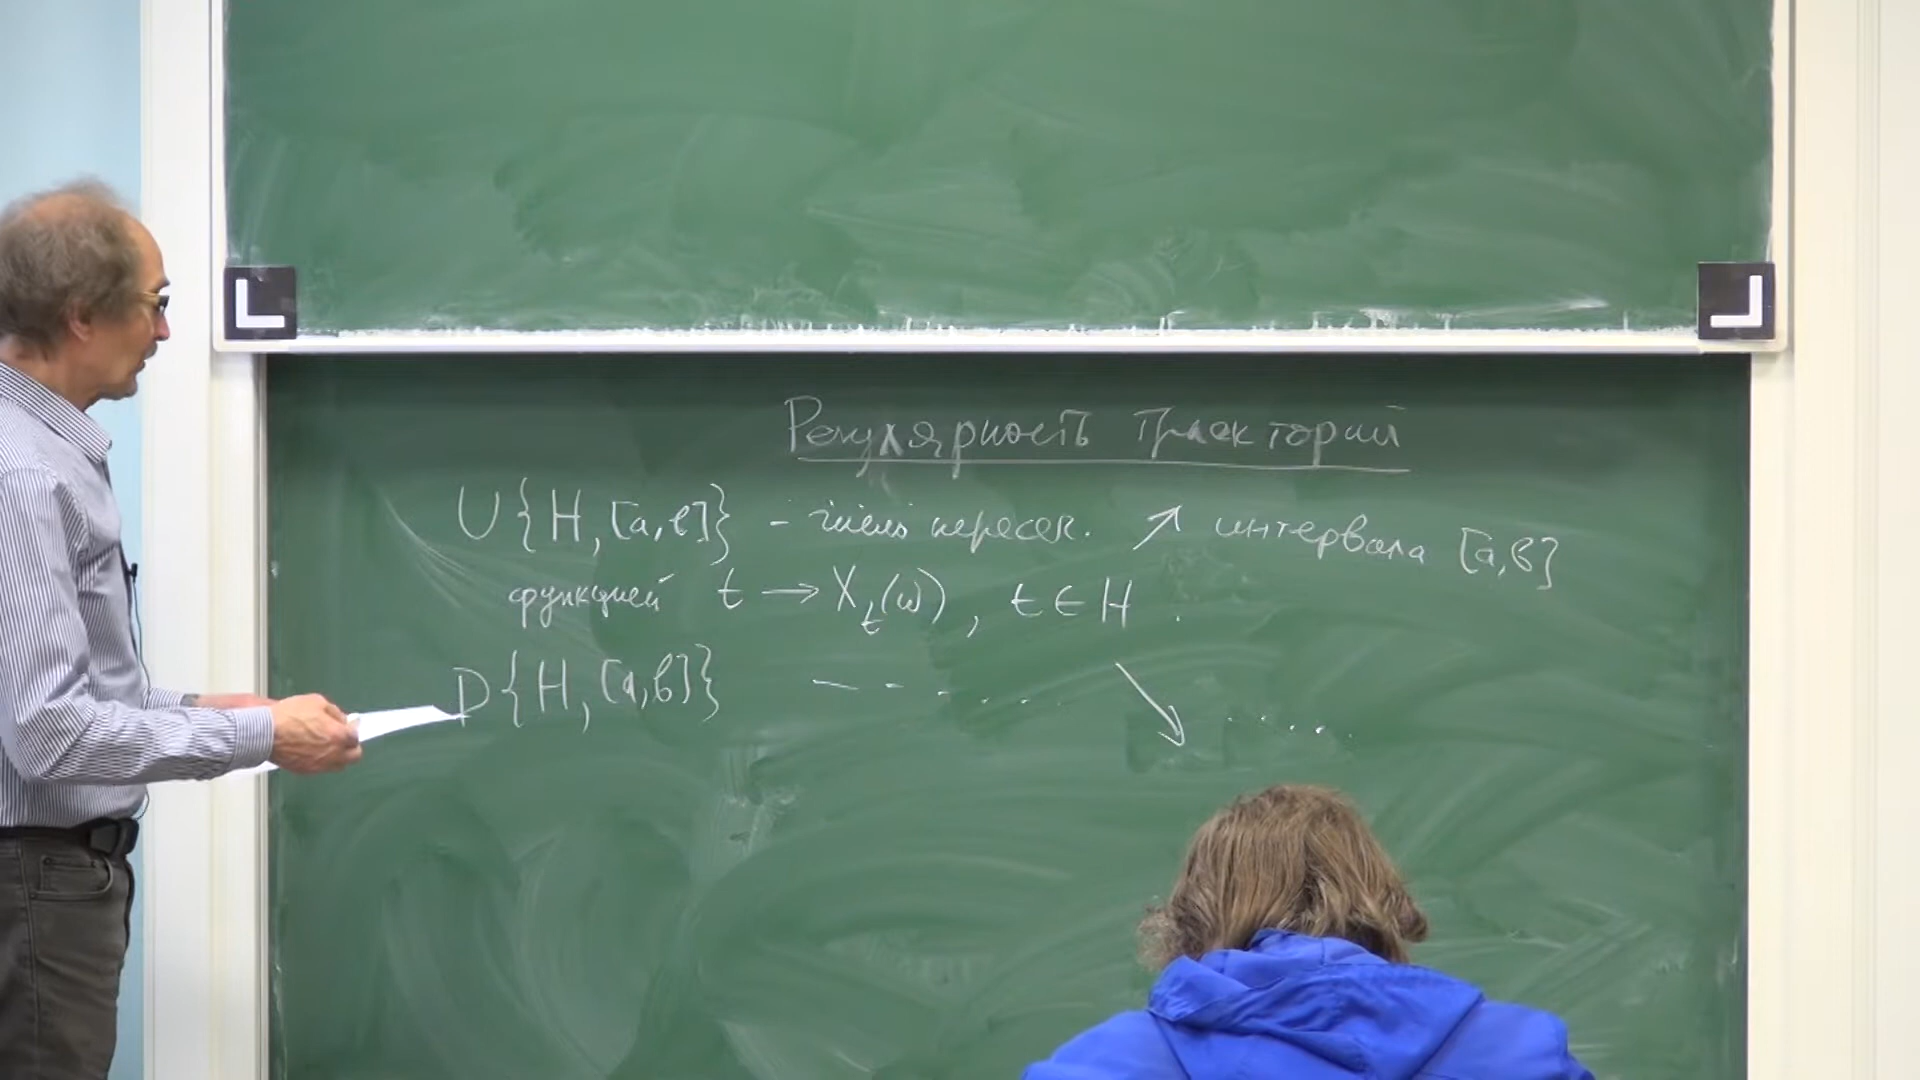 Регулярность траекторий
U{H, [a,b]} - число пересеч. ↗ интервала [a,b]
функцией t → X_t(ω), t ∈ H.
D{H, [a,b]} - - - ... ↘ .....